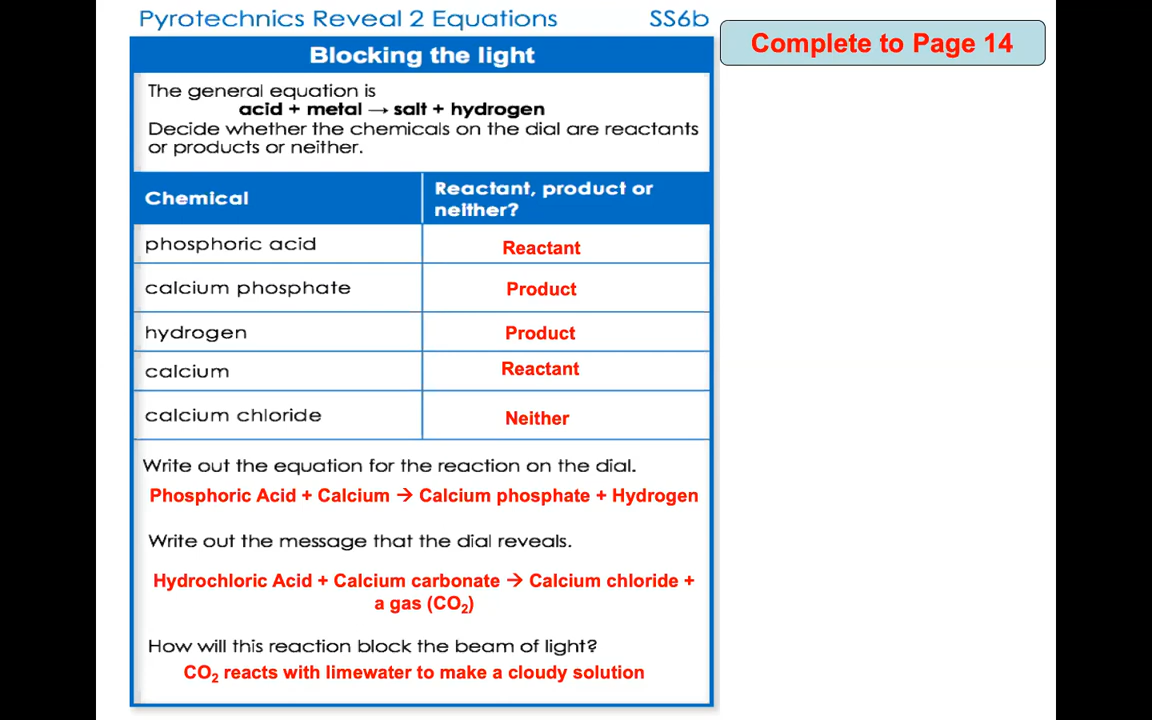 Pyrotechnics Reveal 2 Equations SS6b
Complete to Page 14
Blocking the light
The general equation is
acid + metal → salt + hydrogen
Decide whether the chemicals on the dial are reactants
or products or neither.
Chemical
Reactant, product or
neither?
phosphoric acid Reactant
calcium phosphate Product
hydrogen Product
calcium Reactant
calcium chloride Neither
Write out the equation for the reaction on the dial.
Phosphoric Acid + Calcium → Calcium phosphate + Hydrogen
Write out the message that the dial reveals.
Hydrochloric Acid + Calcium carbonate → Calcium chloride +
a gas (CO₂)
How will this reaction block the beam of light?
CO₂ reacts with limewater to make a cloudy solution